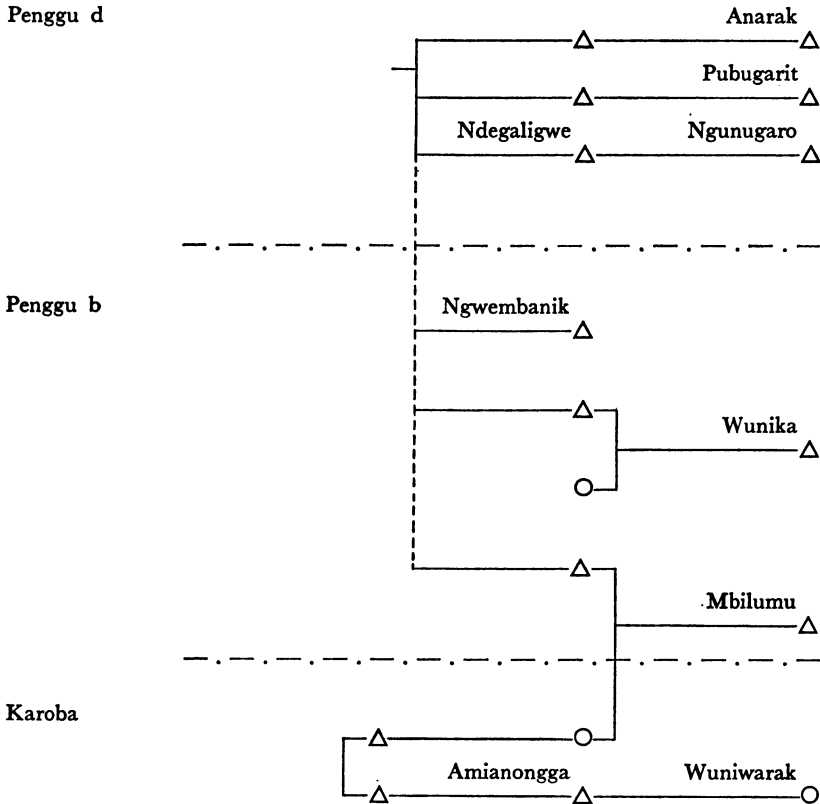 Penggu d
Anarak
Pubugarit
Ndegaligwe Ngunugaro
Penggu b
Ngwembanik
Wunika
Mbilumu
Karoba
Amianongga Wuniwarak